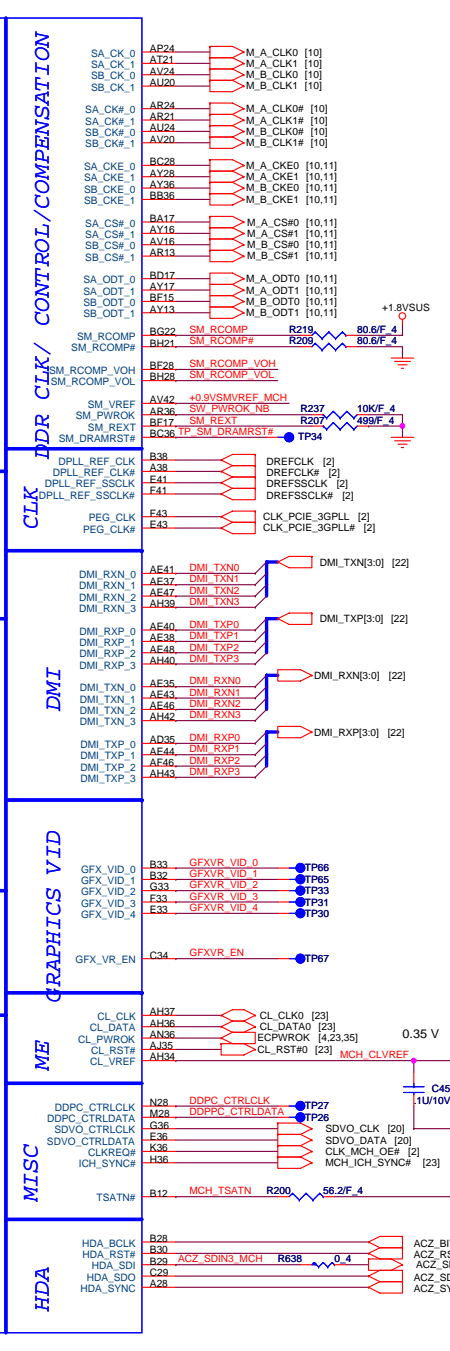 DDR CLK/ CONTROL/COMPENSATION
SA_CK_0 AP24 M_A_CLK0 [10]
SA_CK_1 AT21 M_A_CLK1 [10]
SB_CK_0 AV24 M_B_CLK0 [10]
SB_CK_1 AU20 M_B_CLK1 [10]
SA_CK#_0 AR24 M_A_CLK0# [10]
SA_CK#_1 AR21 M_A_CLK1# [10]
SB_CK#_0 AU24 M_B_CLK0# [10]
SB_CK#_1 AV20 M_B_CLK1# [10]
SA_CKE_0 BC28 M_A_CKE0 [10,11]
SA_CKE_1 AY28 M_A_CKE1 [10,11]
SB_CKE_0 AY36 M_B_CKE0 [10,11]
SB_CKE_1 BB36 M_B_CKE1 [10,11]
SA_CS#_0 BA17 M_A_CS#0 [10,11]
SA_CS#_1 AY16 M_A_CS#1 [10,11]
SB_CS#_0 AV16 M_B_CS#0 [10,11]
SB_CS#_1 AR13 M_B_CS#1 [10,11]
SA_ODT_0 BD17 M_A_ODT0 [10,11]
SA_ODT_1 AY17 M_A_ODT1 [10,11]
SB_ODT_0 BF15 M_B_ODT0 [10,11]
SB_ODT_1 AY13 M_B_ODT1 [10,11]
+1.8VSUS
SM_RCOMP BG22 SM_RCOMP R219 80.6/F_4
SM_RCOMP# BH21 SM_RCOMP# R209 80.6/F_4
SM_RCOMP_VOH BF28 SM_RCOMP_VOH
SM_RCOMP_VOL BH28 SM_RCOMP_VOL
SM_VREF AV42 +0.9VSMVREF_MCH
SM_PWROK AR36 SW_PWROK_NB R237 10K/F_4
SM_REXT BF17 SM_REXT R207 499/F_4
SM_DRAMRST# BC36 TP_SM_DRAMRST# TP34
CLK
DPLL_REF_CLK B38 DREFCLK [2]
DPLL_REF_CLK# A38 DREFCLK# [2]
DPLL_REF_SSCLK E41 DREFSSCLK [2]
DPLL_REF_SSCLK# F41 DREFSSCLK# [2]
PEG_CLK F43 CLK_PCIE_3GPLL [2]
PEG_CLK# E43 CLK_PCIE_3GPLL# [2]
DMI
DMI_TXN[3:0] [22]
DMI_RXN_0 AE41 DMI_TXN0
DMI_RXN_1 AE37 DMI_TXN1
DMI_RXN_2 AE47 DMI_TXN2
DMI_RXN_3 AH39 DMI_TXN3
DMI_TXP[3:0] [22]
DMI_RXP_0 AE40 DMI_TXP0
DMI_RXP_1 AE38 DMI_TXP1
DMI_RXP_2 AE48 DMI_TXP2
DMI_RXP_3 AH40 DMI_TXP3
DMI_RXN[3:0] [22]
DMI_TXN_0 AE35 DMI_RXN0
DMI_TXN_1 AE43 DMI_RXN1
DMI_TXN_2 AE46 DMI_RXN2
DMI_TXN_3 AH42 DMI_RXN3
DMI_RXP[3:0] [22]
DMI_TXP_0 AD35 DMI_RXP0
DMI_TXP_1 AE44 DMI_RXP1
DMI_TXP_2 AF46 DMI_RXP2
DMI_TXP_3 AH43 DMI_RXP3
GRAPHICS VID
GFX_VID_0 B33 GFXVR_VID_0 TP66
GFX_VID_1 B32 GFXVR_VID_1 TP65
GFX_VID_2 G33 GFXVR_VID_2 TP33
GFX_VID_3 F33 GFXVR_VID_3 TP31
GFX_VID_4 E33 GFXVR_VID_4 TP30
GFX_VR_EN C34 GFXVR_EN TP67
ME
CL_CLK AH37 CL_CLK0 [23]
CL_DATA AH36 CL_DATA0 [23]
CL_PWROK AN36 ECPWROK [4,23,35]
CL_RST# AJ35 CL_RST#0 [23]
CL_VREF AH34 MCH_CLVREF
0.35 V
C45
.1U/10V
MISC
DDPC_CTRLCLK N28 DDPC_CTRLCLK TP27
DDPC_CTRLDATA M28 DDPPC_CTRLDATA TP26
SDVO_CTRLCLK G36 SDVO_CLK [20]
SDVO_CTRLDATA E36 SDVO_DATA [20]
CLKREQ# K36 CLK_MCH_OE# [2]
ICH_SYNC# H36 MCH_ICH_SYNC# [23]
TSATN# B12 MCH_TSATN R200 56.2/F_4
HDA
HDA_BCLK B28 ACZ_BI
HDA_RST# B30 ACZ_RS
HDA_SDI B29 ACZ_SDIN3_MCH R638 0_4 ACZ_SD
HDA_SDO C29 ACZ_SD
HDA_SYNC A28 ACZ_SY